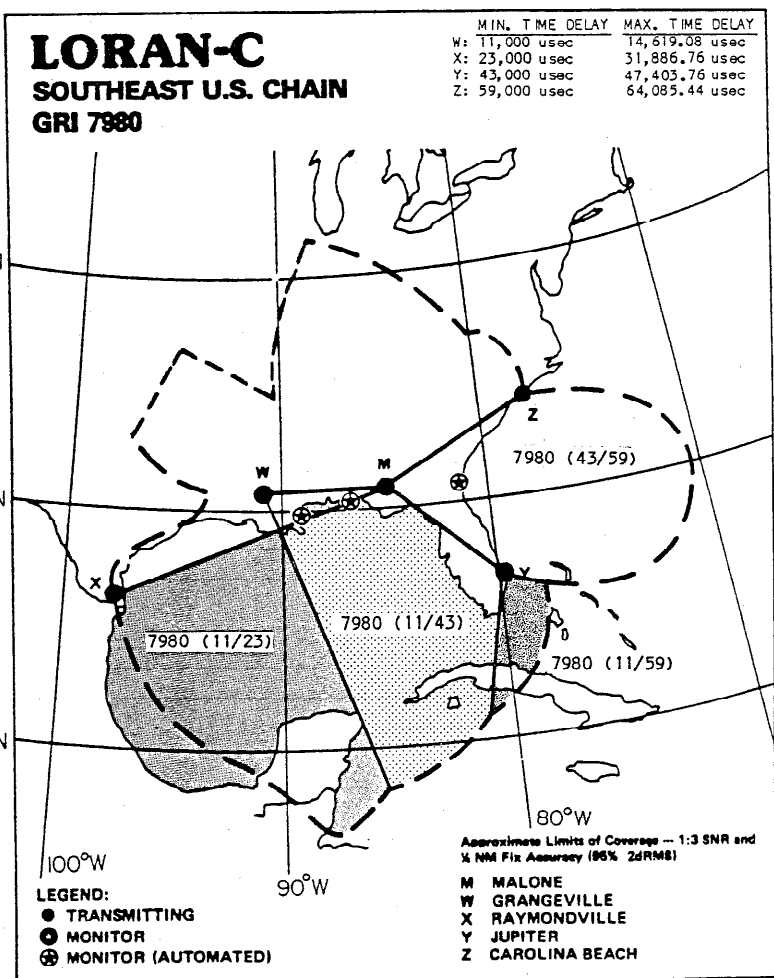 LORAN-C
SOUTHEAST U.S. CHAIN
GRI 7980
MIN. TIME DELAY MAX. TIME DELAY
W: 11,000 usec 14,619.08 usec
X: 23,000 usec 31,886.76 usec
Y: 43,000 usec 47,403.76 usec
Z: 59,000 usec 64,085.44 usec
Z
7980 (43/59)
W
M
N
X
Y
7980 (11/23)
7980 (11/43)
7980 (11/59)
N
80°W
100°W
90°W
Approximate Limits of Coverage — 1:3 SNR and
¼ NM Fix Accuracy (95% 2dRMS)
LEGEND:
TRANSMITTING
MONITOR
MONITOR (AUTOMATED)
M MALONE
W GRANGEVILLE
X RAYMONDVILLE
Y JUPITER
Z CAROLINA BEACH